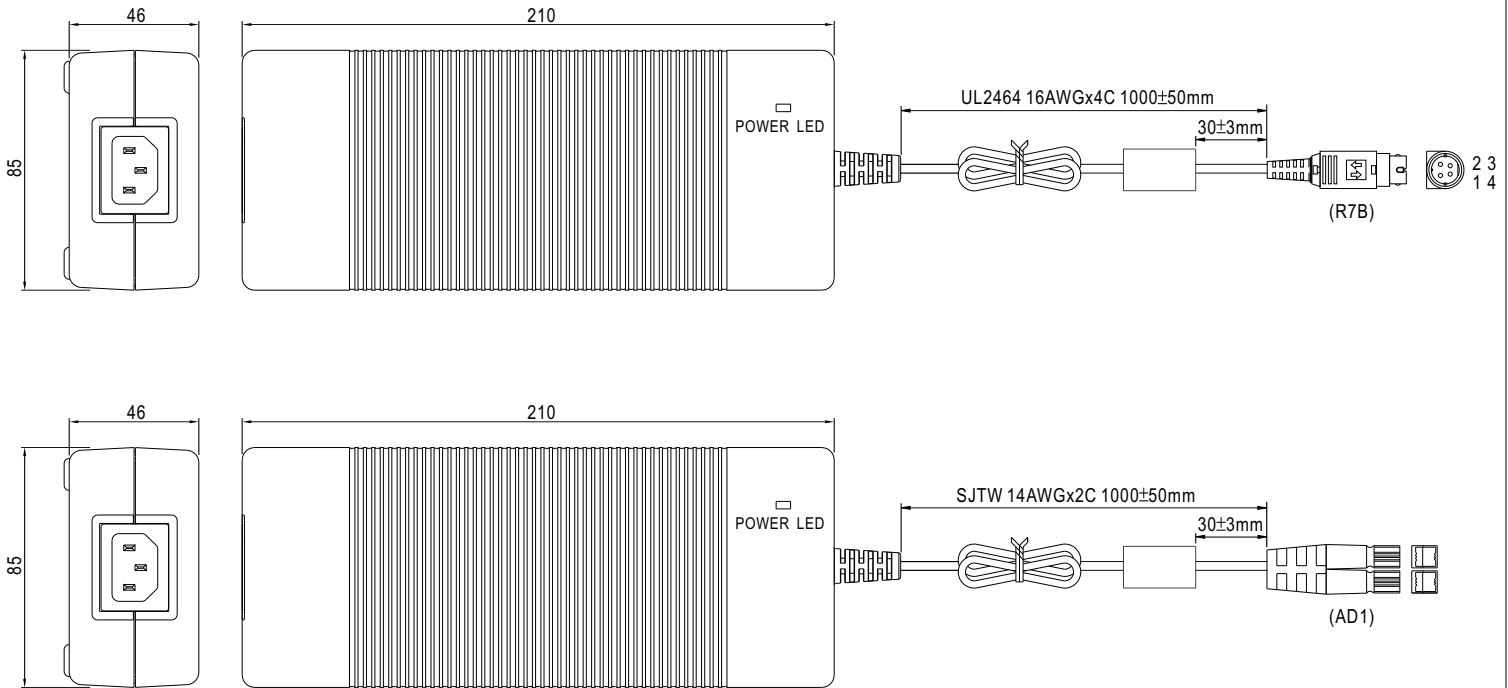 46
210
85
POWER LED
UL2464 16AWGx4C 1000±50mm
30±3mm
2 3
1 4
(R7B)
46
210
85
POWER LED
SJTW 14AWGx2C 1000±50mm
30±3mm
(AD1)